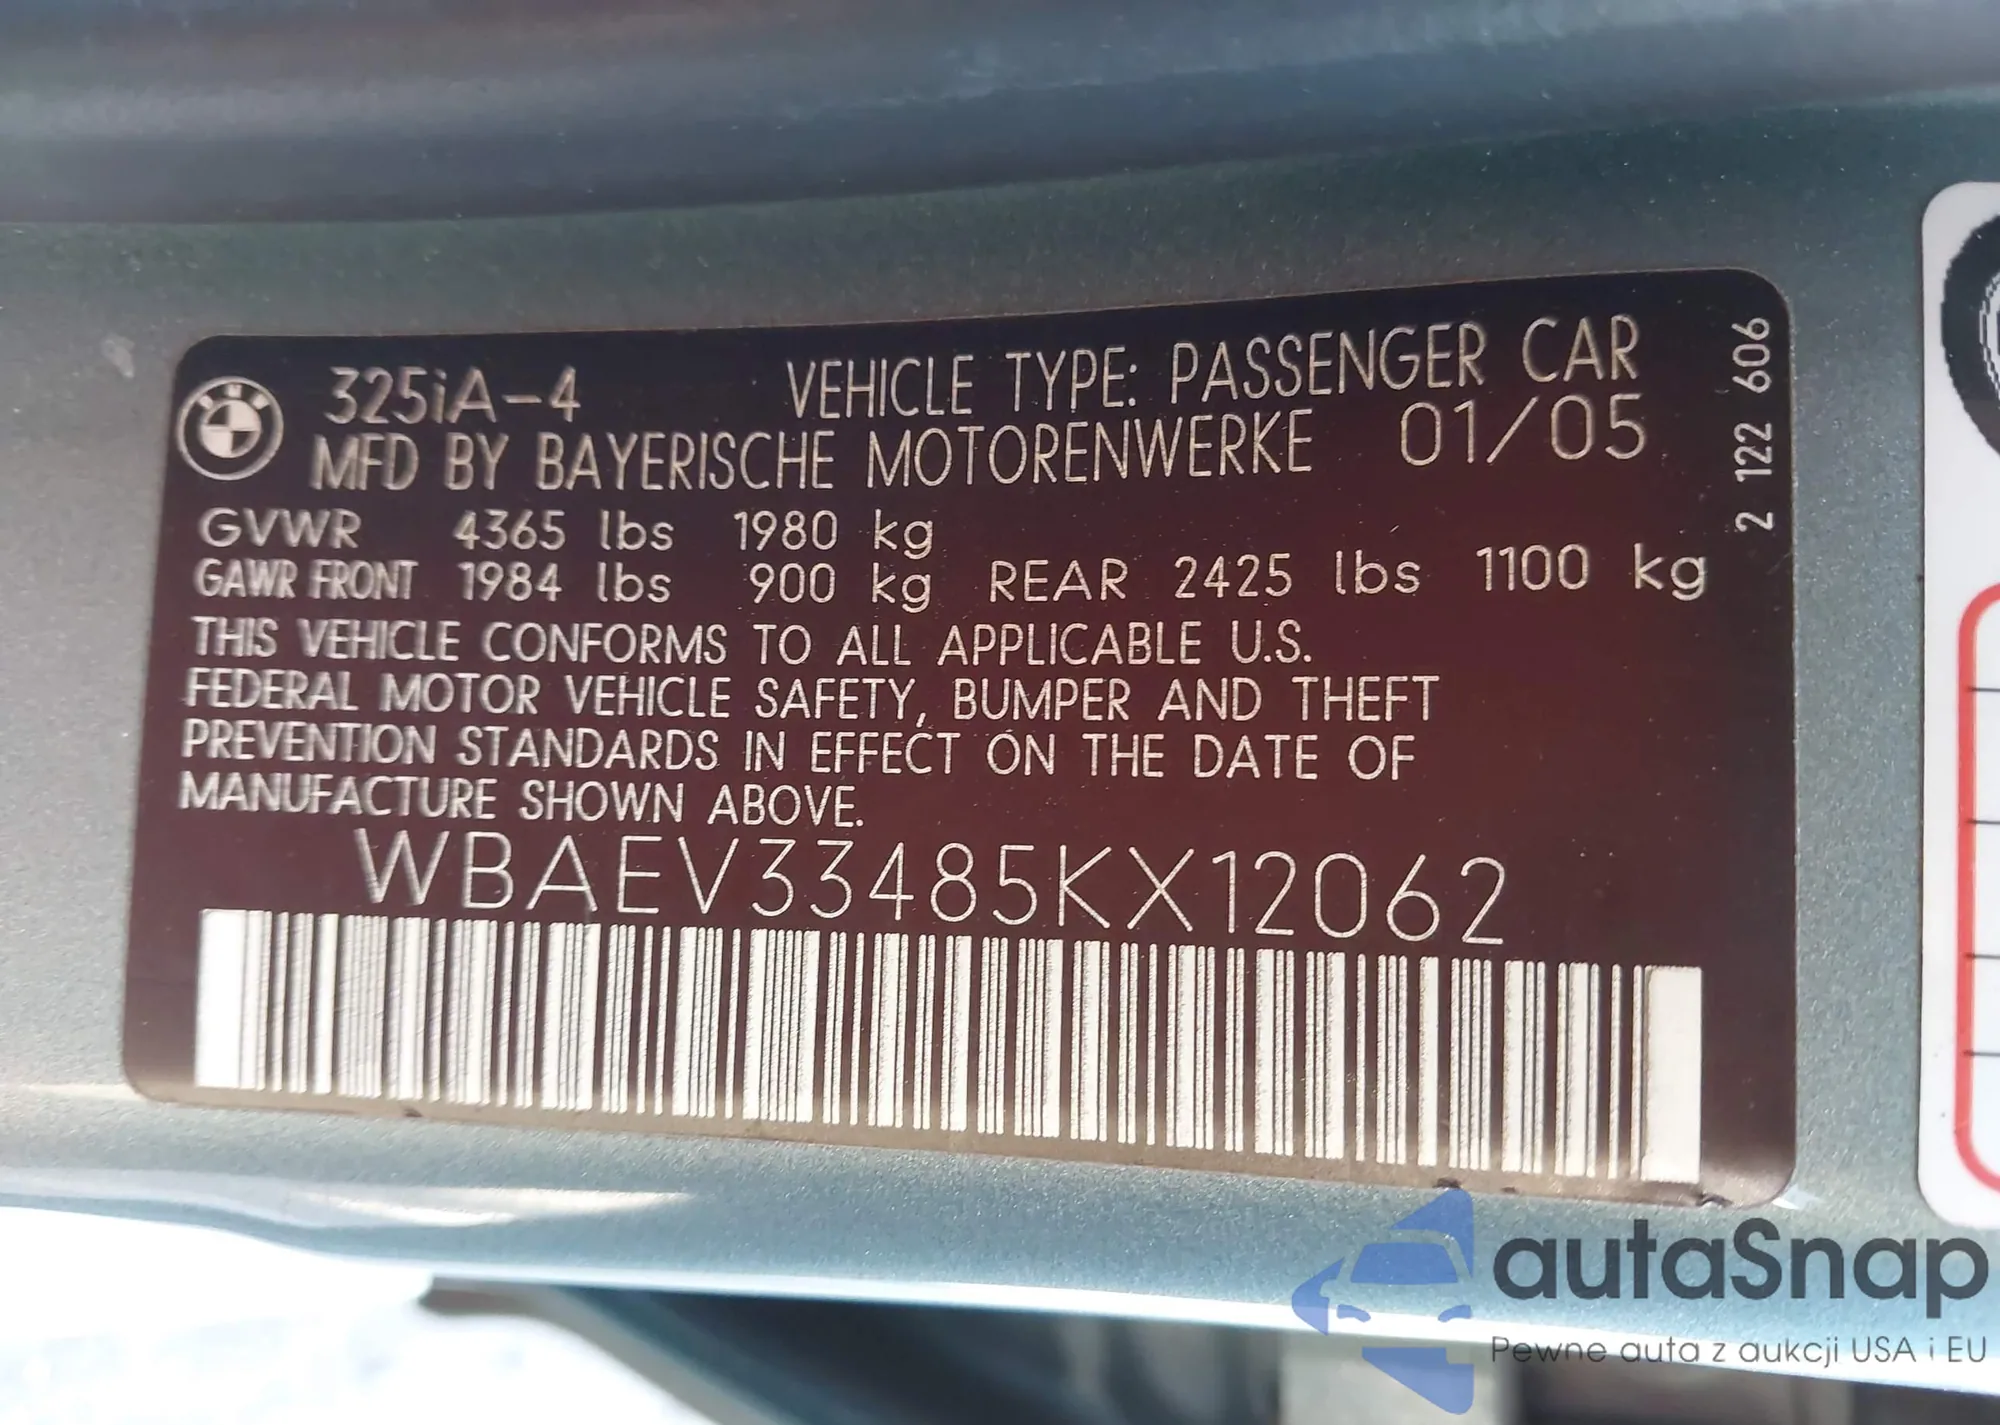 325iA-4 VEHICLE TYPE: PASSENGER CAR
MFD BY BAYERISCHE MOTORENWERKE 01/05
GVWR 4365 lbs 1980 kg
GAWR FRONT 1984 lbs 900 kg REAR 2425 lbs 1100 kg
THIS VEHICLE CONFORMS TO ALL APPLICABLE U.S.
FEDERAL MOTOR VEHICLE SAFETY, BUMPER AND THEFT
PREVENTION STANDARDS IN EFFECT ON THE DATE OF
MANUFACTURE SHOWN ABOVE.
WBAEV33485KX12062
2 122 606
autaSnap
Pewne auta z aukcji USA i EU